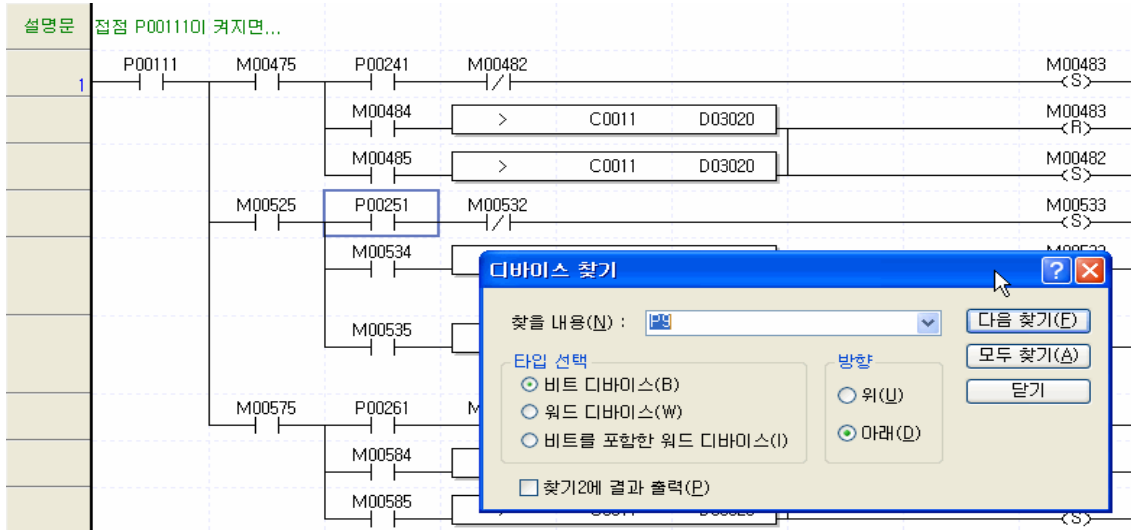 설명문 접점 P00111이 켜지면...
P00111 M00475 P00241 M00482 M00483
1 (S)
M00484 > C0011 D03020 M00483
(R)
M00485 > C0011 D03020 M00482
(S)
M00525 P00251 M00532 M00533
(S)
M00534
디바이스 찾기
찾을 내용(N) : P9 다음 찾기(F)
모두 찾기(A)
닫기
타입 선택 방향
비트 디바이스(B) 위(U)
워드 디바이스(W)
비트를 포함한 워드 디바이스(I) 아래(D)
찾기2에 결과 출력(P)
M00535
M00575 P00261 M
M00584
M00585
(S)